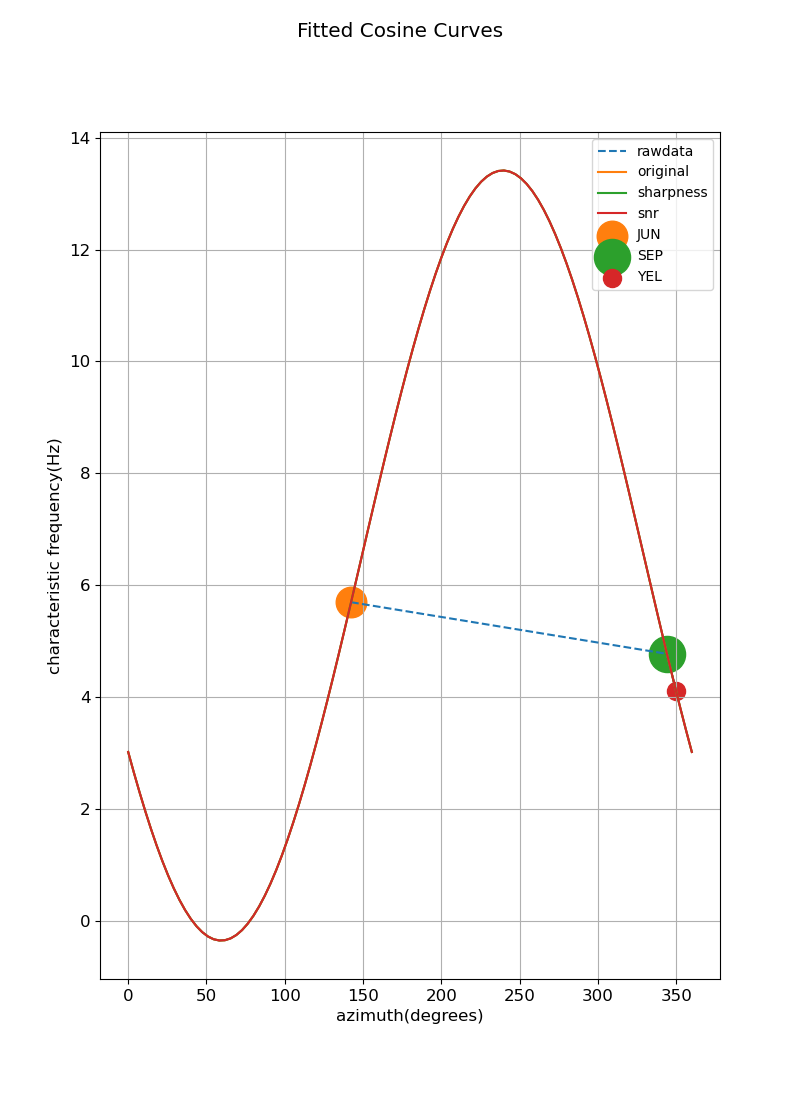 Fitted Cosine Curves
14
12
10
8
6
4
2
0
characteristic frequency(Hz)
rawdata
original
sharpness
snr
JUN
SEP
YEL
0 50 100 150 200 250 300 350
azimuth(degrees)